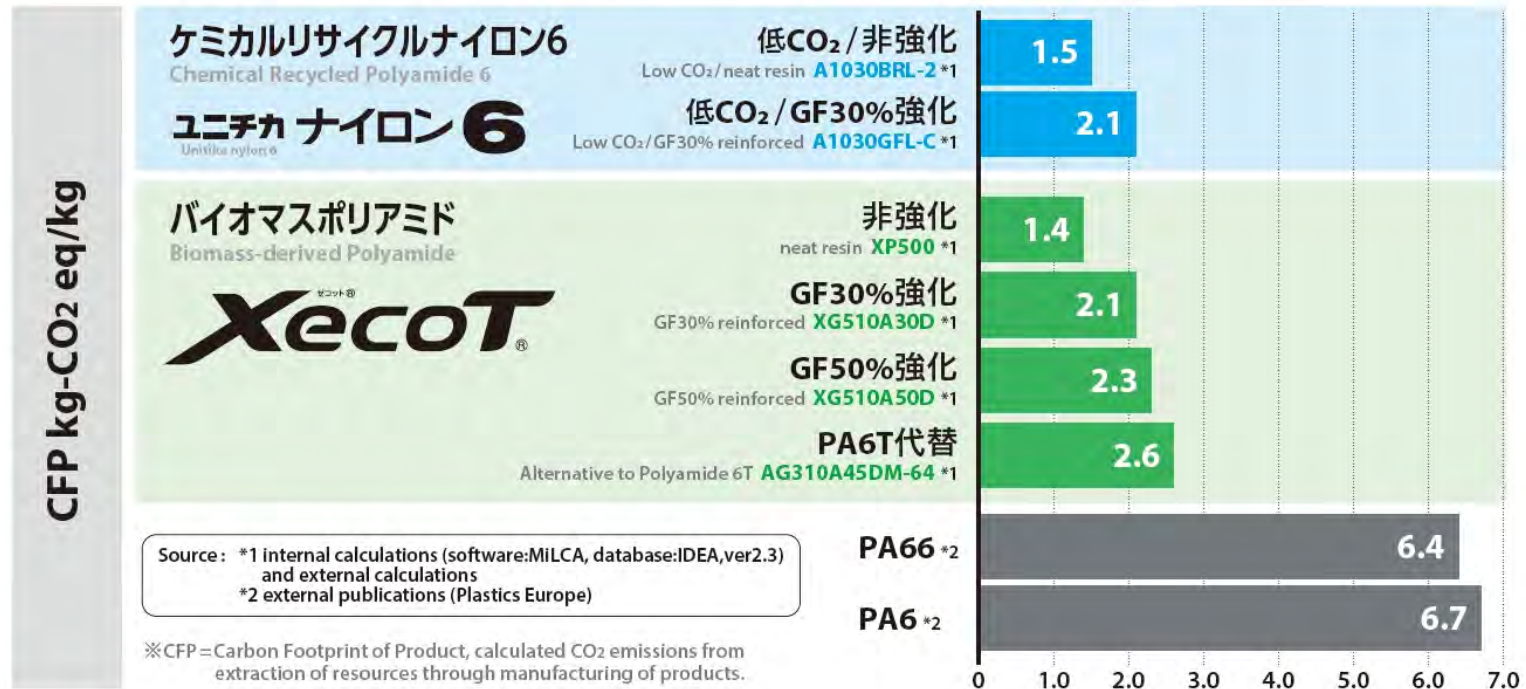 CFP kg-CO₂ eq/kg
ケミカルリサイクルナイロン6
Chemical Recycled Polyamide 6
ユニチカ ナイロン 6
Unitika nylon 6
低CO₂/非強化
Low CO₂/neat resin A1030BRL-2 *1
1.5
低CO₂/GF30%強化
Low CO₂/GF30% reinforced A1030GFL-C *1
2.1
バイオマスポリアミド
Biomass-derived Polyamide
ゼコット®
XecoT®
非強化
neat resin XP500 *1
1.4
GF30%強化
GF30% reinforced XG510A30D *1
2.1
GF50%強化
GF50% reinforced XG510A50D *1
2.3
PA6T代替
Alternative to Polyamide 6T AG310A45DM-64 *1
2.6
PA66 *2
6.4
PA6 *2
6.7
Source : *1 internal calculations (software:MiLCA, database:IDEA,ver2.3)
and external calculations
*2 external publications (Plastics Europe)
※CFP=Carbon Footprint of Product, calculated CO₂ emissions from
extraction of resources through manufacturing of products.
0 1.0 2.0 3.0 4.0 5.0 6.0 7.0